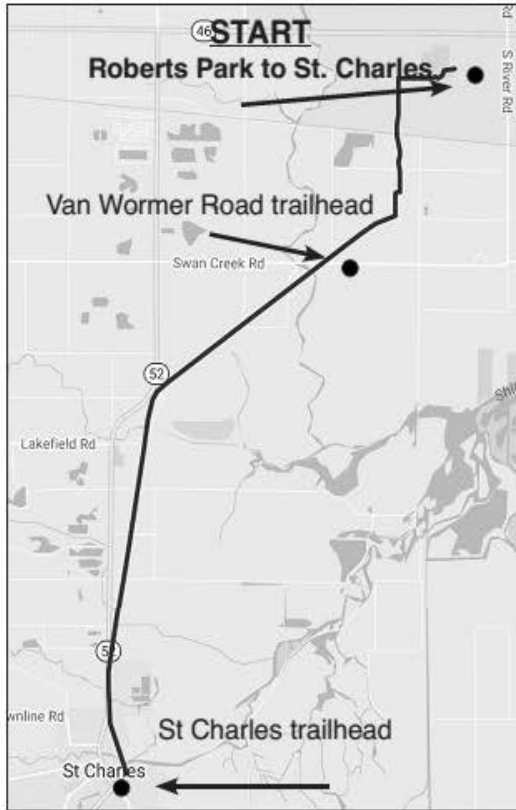 46
START
Rd
Roberts Park to St. Charles
S River Rd
Van Wormer Road trailhead
Swan Creek Rd
52
Shi
Lakefield Rd
52
wnline Rd
St Charles trailhead
St Charles